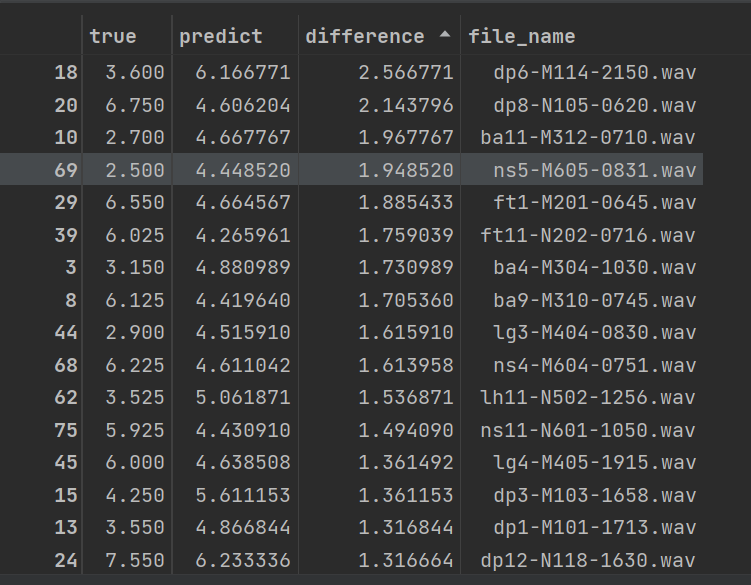 true predict difference file_name
18 3.600 6.166771 2.566771 dp6-M114-2150.wav
20 6.750 4.606204 2.143796 dp8-N105-0620.wav
10 2.700 4.667767 1.967767 ba11-M312-0710.wav
69 2.500 4.448520 1.948520 ns5-M605-0831.wav
29 6.550 4.664567 1.885433 ft1-M201-0645.wav
39 6.025 4.265961 1.759039 ft11-N202-0716.wav
3 3.150 4.880989 1.730989 ba4-M304-1030.wav
8 6.125 4.419640 1.705360 ba9-M310-0745.wav
44 2.900 4.515910 1.615910 lg3-M404-0830.wav
68 6.225 4.611042 1.613958 ns4-M604-0751.wav
62 3.525 5.061871 1.536871 lh11-N502-1256.wav
75 5.925 4.430910 1.494090 ns11-N601-1050.wav
45 6.000 4.638508 1.361492 lg4-M405-1915.wav
15 4.250 5.611153 1.361153 dp3-M103-1658.wav
13 3.550 4.866844 1.316844 dp1-M101-1713.wav
24 7.550 6.233336 1.316664 dp12-N118-1630.wav